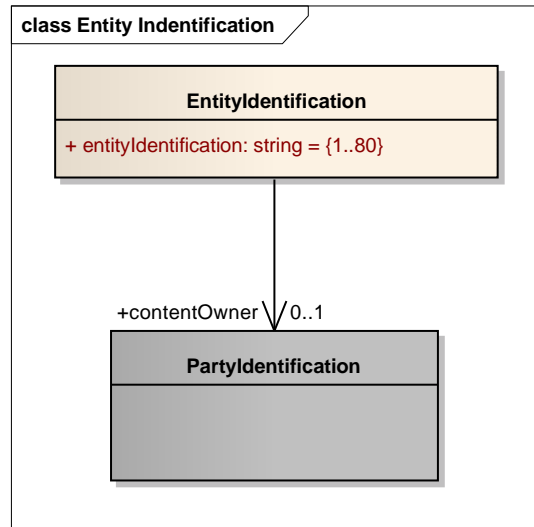 class Entity Indentification
EntityIdentification
+ entityIdentification: string = {1..80}
+contentOwner 0..1
PartyIdentification